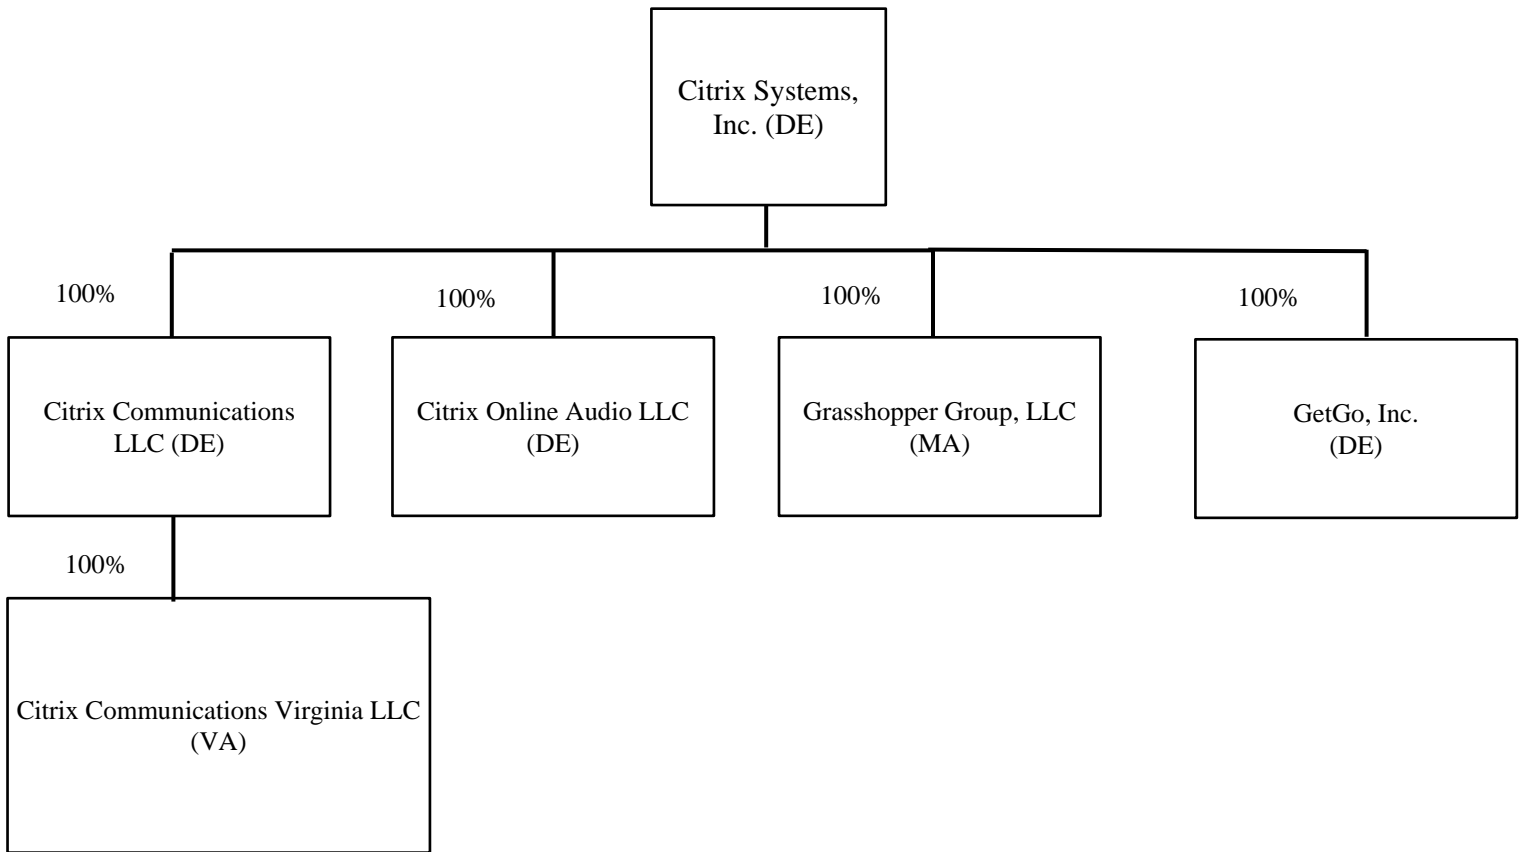 Citrix Systems,
Inc. (DE)
100%
100%
100%
100%
Citrix Communications
LLC (DE)
Citrix Online Audio LLC
(DE)
Grasshopper Group, LLC
(MA)
GetGo, Inc.
(DE)
100%
Citrix Communications Virginia LLC
(VA)